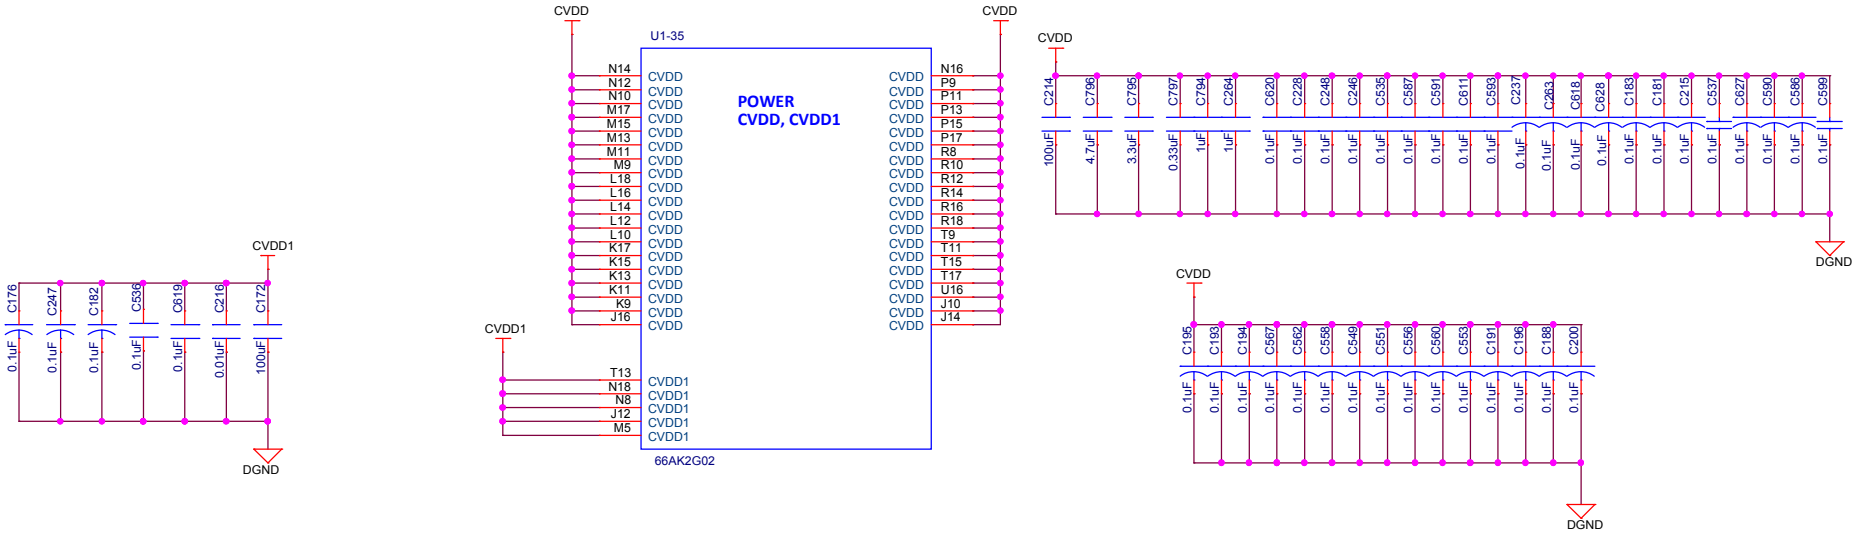 CVDD
CVDD
U1-35
POWER
CVDD, CVDD1
N14 CVDD
N12 CVDD
N10 CVDD
M17 CVDD
M15 CVDD
M13 CVDD
M11 CVDD
M9 CVDD
L18 CVDD
L16 CVDD
L14 CVDD
L12 CVDD
L10 CVDD
K17 CVDD
K15 CVDD
K13 CVDD
K11 CVDD
K9 CVDD
J16 CVDD
CVDD N16
CVDD P9
CVDD P11
CVDD P13
CVDD P15
CVDD P17
CVDD R8
CVDD R10
CVDD R12
CVDD R14
CVDD R16
CVDD R18
CVDD T9
CVDD T11
CVDD T15
CVDD T17
CVDD U16
CVDD J10
CVDD J14
CVDD1
T13 CVDD1
N18 CVDD1
N8 CVDD1
J12 CVDD1
M5 CVDD1
66AK2G02
CVDD1
C176 0.1uF
C247 0.1uF
C182 0.1uF
C536 0.1uF
C619 0.1uF
C216 0.01uF
C172 100uF
DGND
CVDD
C214 100uF
C796 4.7uF
C795 3.3uF
C797 0.33uF
C794 1uF
C264 1uF
C620 0.1uF
C228 0.1uF
C248 0.1uF
C246 0.1uF
C535 0.1uF
C587 0.1uF
C591 0.1uF
C611 0.1uF
C593 0.1uF
C237 0.1uF
C263 0.1uF
C618 0.1uF
C628 0.1uF
C183 0.1uF
C181 0.1uF
C215 0.1uF
C537 0.1uF
C627 0.1uF
C590 0.1uF
C586 0.1uF
C599 0.1uF
DGND
CVDD
C195 0.1uF
C193 0.1uF
C194 0.1uF
C567 0.1uF
C562 0.1uF
C558 0.1uF
C549 0.1uF
C551 0.1uF
C556 0.1uF
C560 0.1uF
C553 0.1uF
C191 0.1uF
C196 0.1uF
C188 0.1uF
C200 0.1uF
DGND